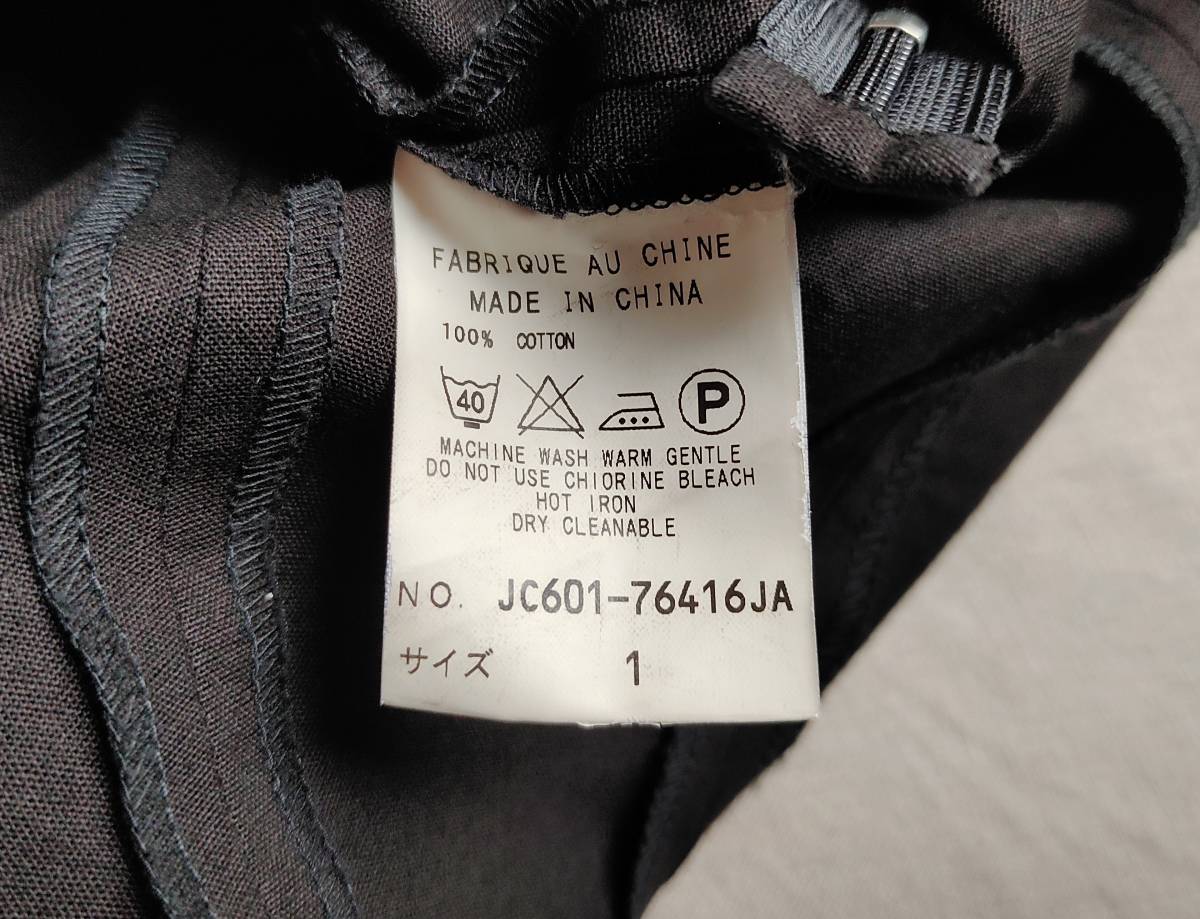 FABRIQUE AU CHINE
MADE IN CHINA
100% COTTON
40 P
MACHINE WASH WARM GENTLE
DO NOT USE CHIORINE BLEACH
HOT IRON
DRY CLEANABLE
NO. JC601-76416JA
サイズ 1